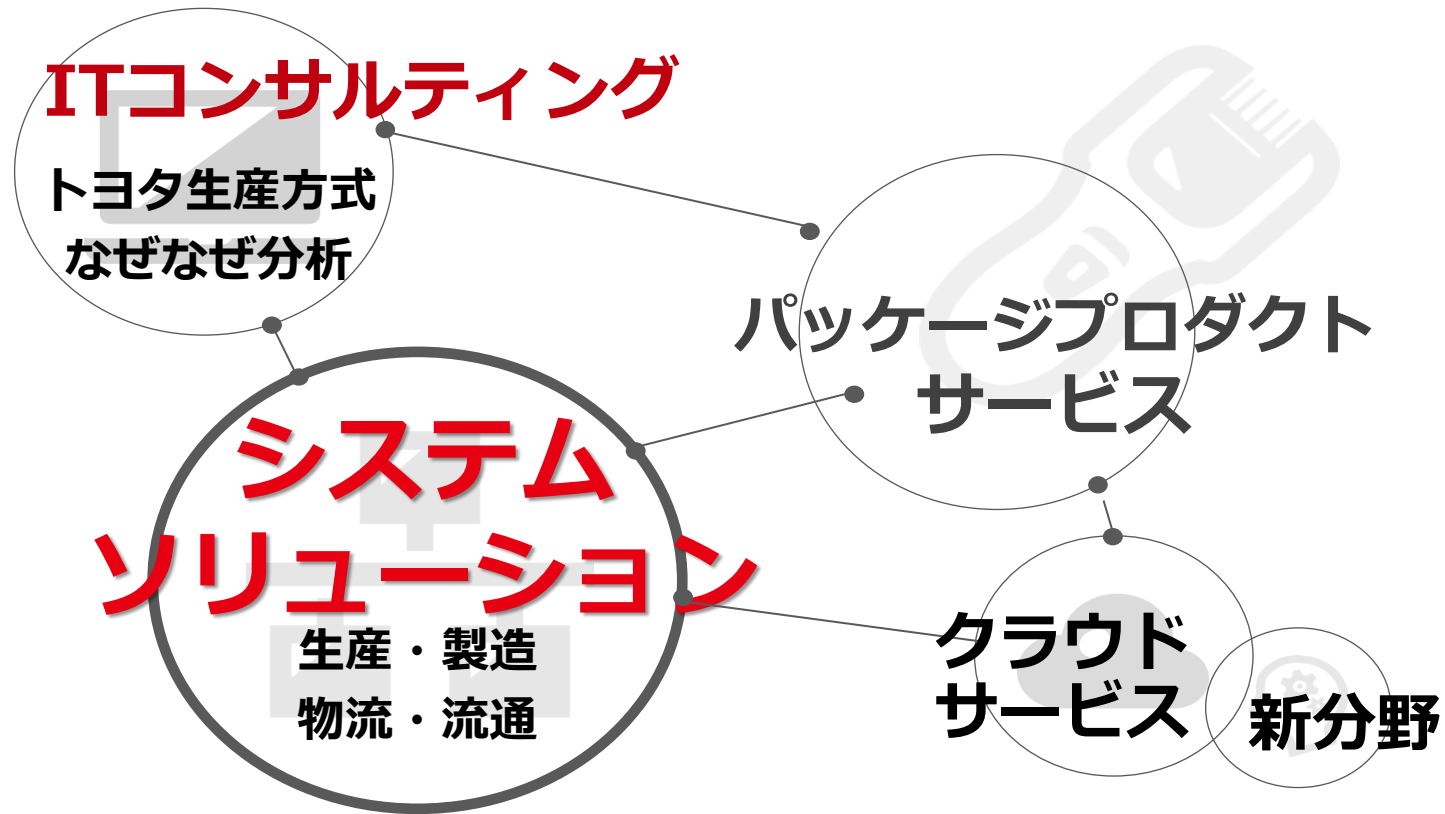 ITコンサルティング
トヨタ生産方式
なぜなぜ分析
パッケージプロダクト
サービス
システム
ソリューション
生産・製造
物流・流通
クラウド
サービス
新分野